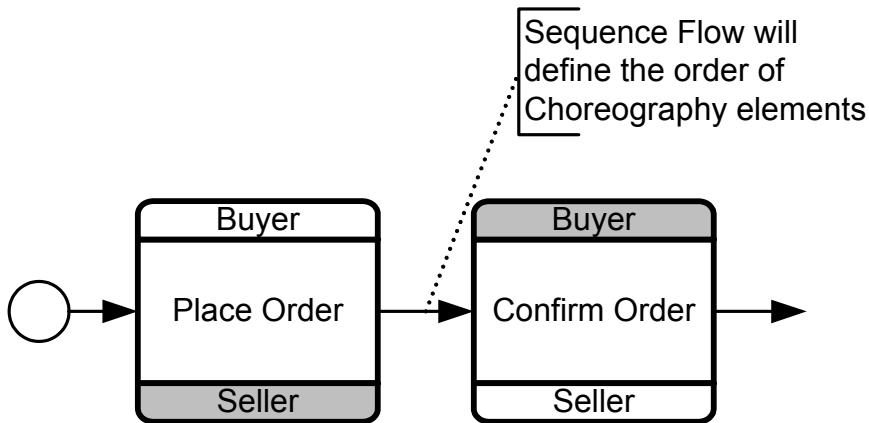 Sequence Flow will
define the order of
Choreography elements
Buyer
Place Order
Seller
Buyer
Confirm Order
Seller